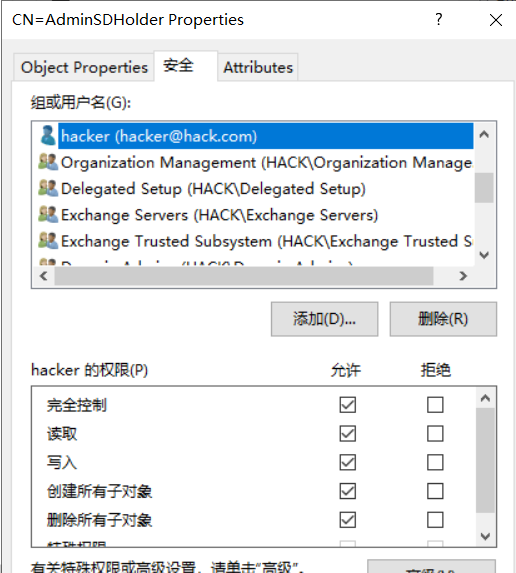 CN=AdminSDHolder Properties
Object Properties 安全 Attributes
组或用户名(G):
hacker (hacker@hack.com)
Organization Management (HACK\Organization Manage
Delegated Setup (HACK\Delegated Setup)
Exchange Servers (HACK\Exchange Servers)
Exchange Trusted Subsystem (HACK\Exchange Trusted S
添加(D)... 删除(R)
hacker 的权限(P) 允许 拒绝
完全控制
读取
写入
创建所有子对象
删除所有子对象
特殊权限
有关特殊权限或高级设置，请单击“高级”。